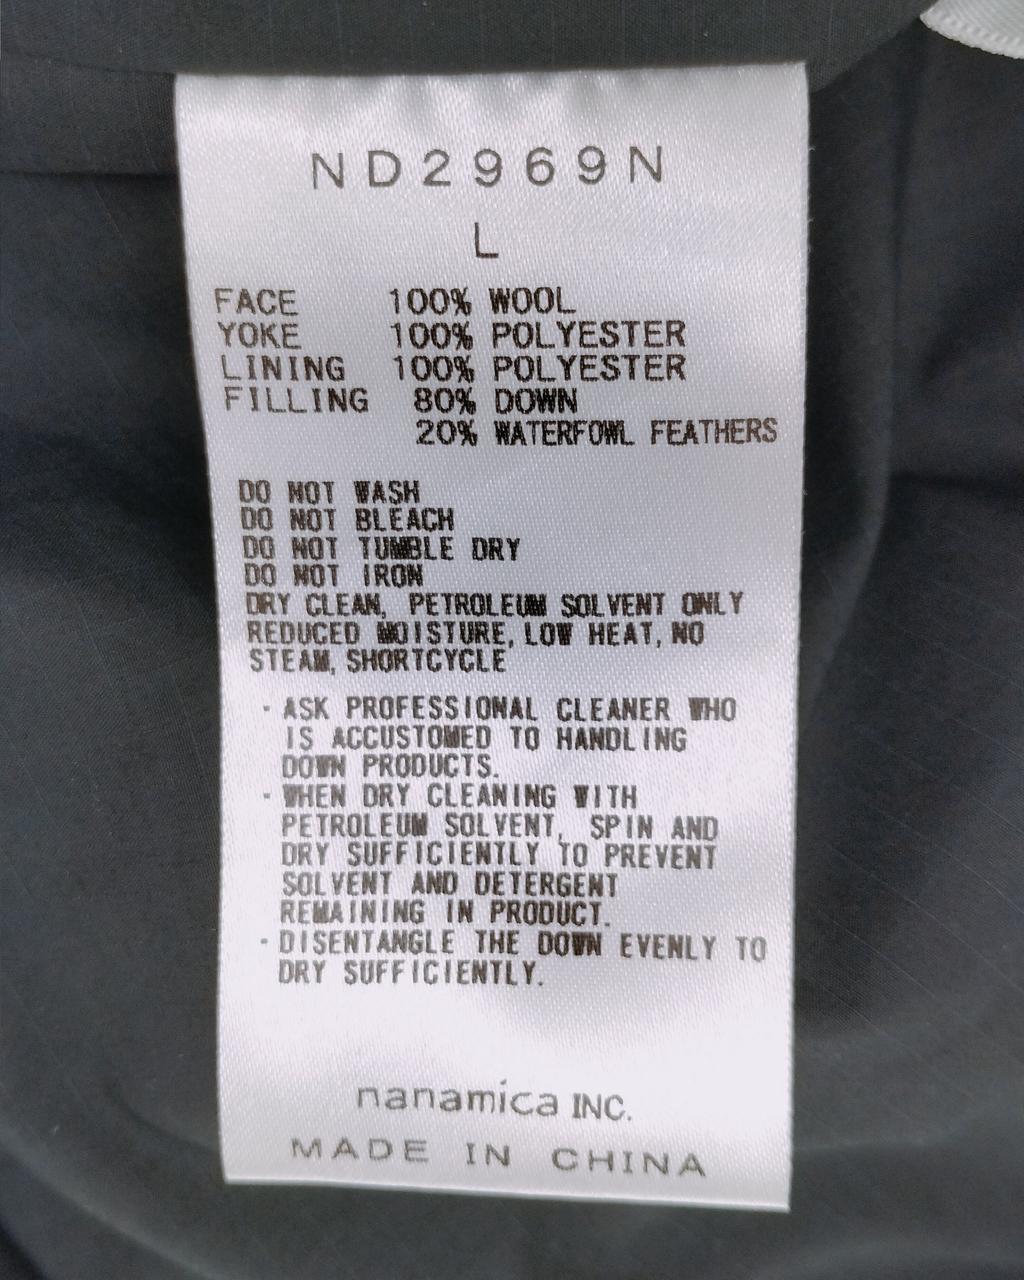 ND2969N
L
FACE 100% WOOL
YOKE 100% POLYESTER
LINING 100% POLYESTER
FILLING 80% DOWN
20% WATERFOWL FEATHERS
DO NOT WASH
DO NOT BLEACH
DO NOT TUMBLE DRY
DO NOT IRON
DRY CLEAN, PETROLEUM SOLVENT ONLY
REDUCED MOISTURE, LOW HEAT, NO
STEAM, SHORTCYCLE
・ASK PROFESSIONAL CLEANER WHO
IS ACCUSTOMED TO HANDLING
DOWN PRODUCTS.
・WHEN DRY CLEANING WITH
PETROLEUM SOLVENT, SPIN AND
DRY SUFFICIENTLY TO PREVENT
SOLVENT AND DETERGENT
REMAINING IN PRODUCT.
・DISENTANGLE THE DOWN EVENLY TO
DRY SUFFICIENTLY.
nanamica INC.
MADE IN CHINA